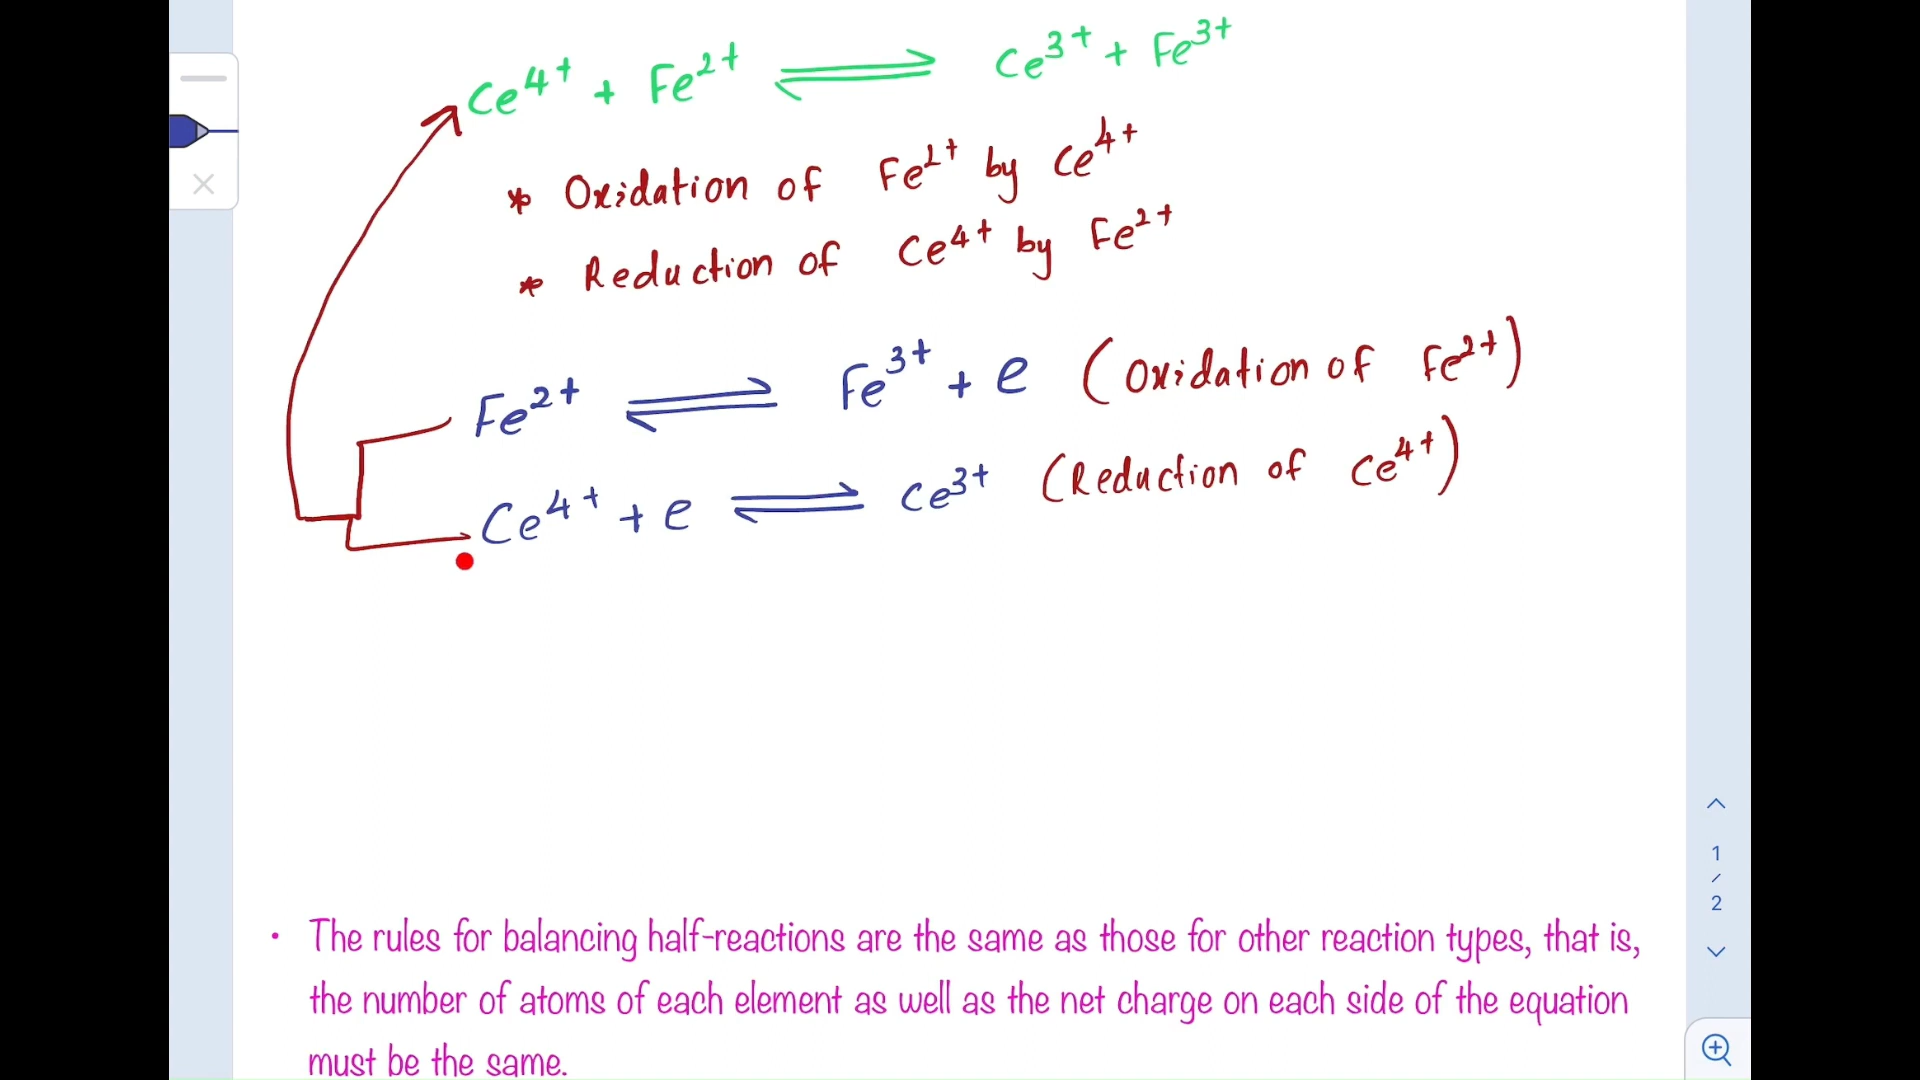 Ce⁴⁺ + Fe²⁺ ⇌ Ce³⁺ + Fe³⁺
* Oxidation of Fe²⁺ by Ce⁴⁺
* Reduction of Ce⁴⁺ by Fe²⁺
Fe²⁺ ⇌ Fe³⁺ + e (Oxidation of Fe²⁺)
Ce⁴⁺ + e ⇌ Ce³⁺ (Reduction of Ce⁴⁺)
1
/
2
• The rules for balancing half-reactions are the same as those for other reaction types, that is,
the number of atoms of each element as well as the net charge on each side of the equation
must be the same.